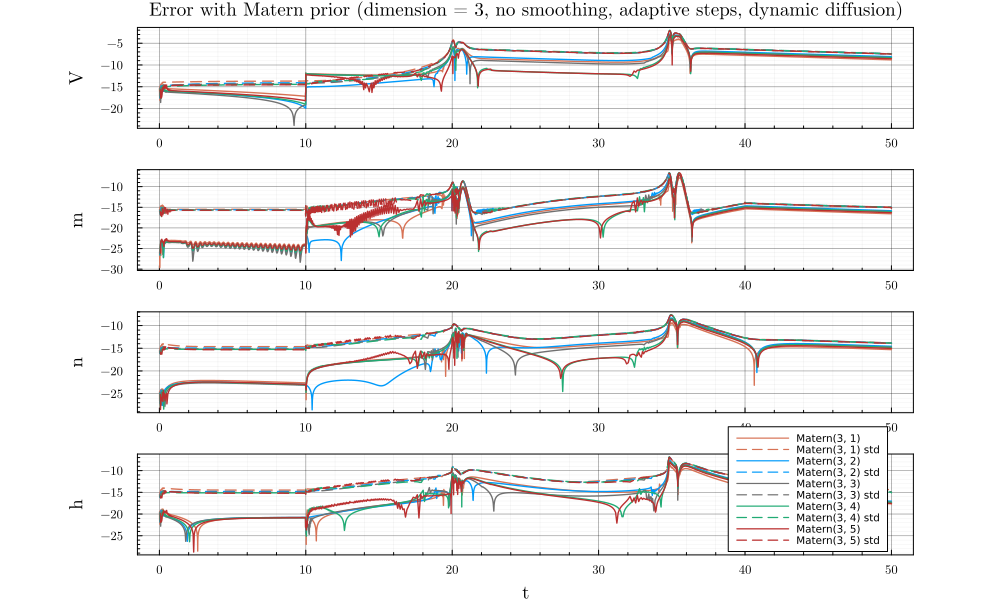 Error with Matern prior (dimension = 3, no smoothing, adaptive steps, dynamic diffusion)
V
−5
−10
−15
−20
0 10 20 30 40 50
m
−10
−15
−20
−25
−30
0 10 20 30 40 50
n
−10
−15
−20
−25
0 10 20 30 40 50
h
−10
−15
−20
−25
0 10 20 30 40 50
t
Matern(3, 1)
Matern(3, 1) std
Matern(3, 2)
Matern(3, 2) std
Matern(3, 3)
Matern(3, 3) std
Matern(3, 4)
Matern(3, 4) std
Matern(3, 5)
Matern(3, 5) std